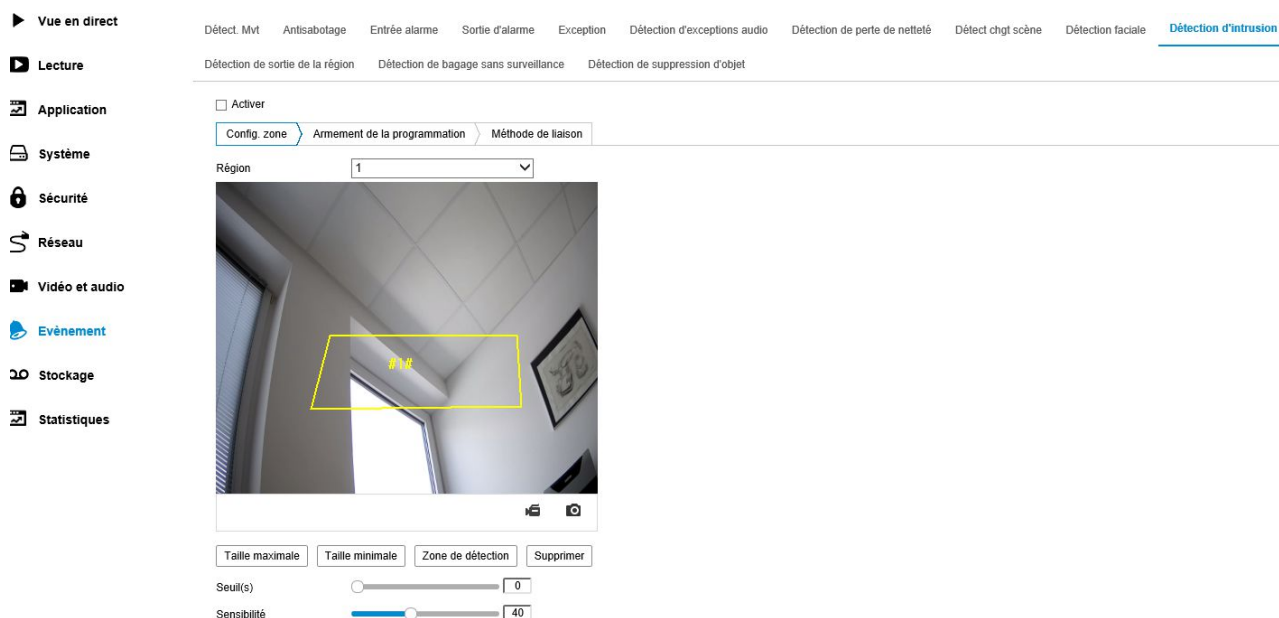 Vue en direct
Lecture
Application
Système
Sécurité
Réseau
Vidéo et audio
Evènement
Stockage
Statistiques
Détect. Mvt Antisabotage Entrée alarme Sortie d'alarme Exception Détection d'exceptions audio Détection de perte de netteté Détect chgt scène Détection faciale Détection d'intrusion
Détection de sortie de la région Détection de bagage sans surveillance Détection de suppression d'objet
Activer
Config. zone Armement de la programmation Méthode de liaison
Région 1
#1#
Taille maximale Taille minimale Zone de détection Supprimer
Seuil(s) 0
Sensibilité 40